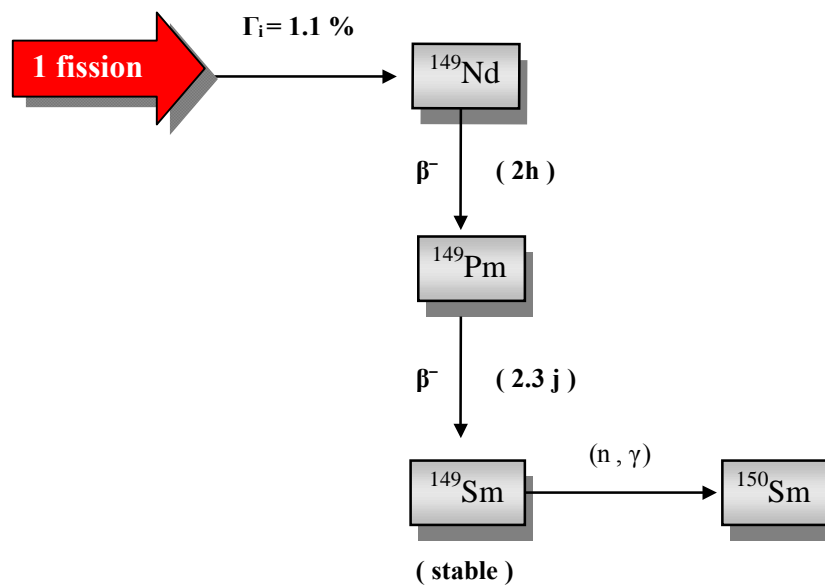 Γi = 1.1 %
1 fission
¹⁴⁹Nd
β⁻ ( 2h )
¹⁴⁹Pm
β⁻ ( 2.3 j )
(n , γ)
¹⁴⁹Sm
¹⁵⁰Sm
( stable )